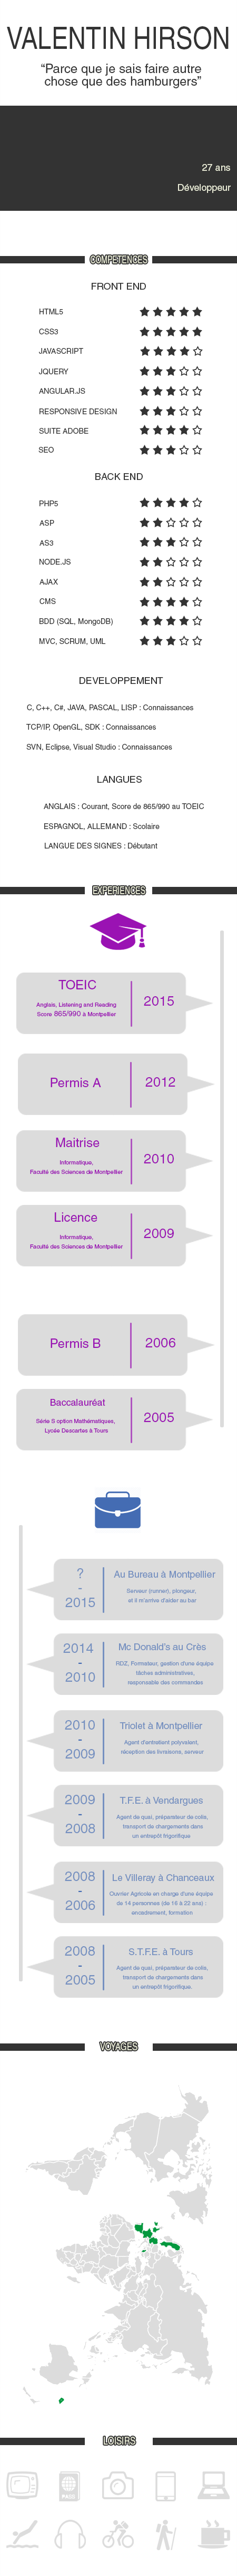 VALENTIN HIRSON
“Parce que je sais faire autre
chose que des hamburgers”
27 ans
Développeur
COMPETENCES
FRONT END
HTML5
CSS3
JAVASCRIPT
JQUERY
ANGULAR.JS
RESPONSIVE DESIGN
SUITE ADOBE
SEO
BACK END
PHP5
ASP
AS3
NODE.JS
AJAX
CMS
BDD (SQL, MongoDB)
MVC, SCRUM, UML
DEVELOPPEMENT
C, C++, C#, JAVA, PASCAL, LISP : Connaissances
TCP/IP, OpenGL, SDK : Connaissances
SVN, Eclipse, Visual Studio : Connaissances
LANGUES
ANGLAIS : Courant, Score de 865/990 au TOEIC
ESPAGNOL, ALLEMAND : Scolaire
LANGUE DES SIGNES : Débutant
EXPERIENCES
TOEIC
Anglais, Listening and Reading
Score 865/990 à Montpellier
2015
Permis A
2012
Maitrise
Informatique,
Faculté des Sciences de Montpellier
2010
Licence
Informatique,
Faculté des Sciences de Montpellier
2009
Permis B
2006
Baccalauréat
Série S option Mathématiques,
Lycée Descartes à Tours
2005
?
-
2015
Au Bureau à Montpellier
Serveur (runner), plongeur,
et il m'arrive d'aider au bar
2014
-
2010
Mc Donald's au Crès
RDZ, Formateur, gestion d'une équipe
tâches administratives,
responsable des commandes
2010
-
2009
Triolet à Montpellier
Agent d'entretient polyvalent,
réception des livraisons, serveur
2009
-
2008
T.F.E. à Vendargues
Agent de quai, préparateur de colis,
transport de chargements dans
un entrepôt frigorifique
2008
-
2006
Le Villeray à Chanceaux
Ouvrier Agricole en charge d'une équipe
de 14 personnes (de 16 à 22 ans) :
encadrement, formation
2008
-
2005
S.T.F.E. à Tours
Agent de quai, préparateur de colis,
transport de chargements dans
un entrepôt frigorifique.
VOYAGES
LOISIRS